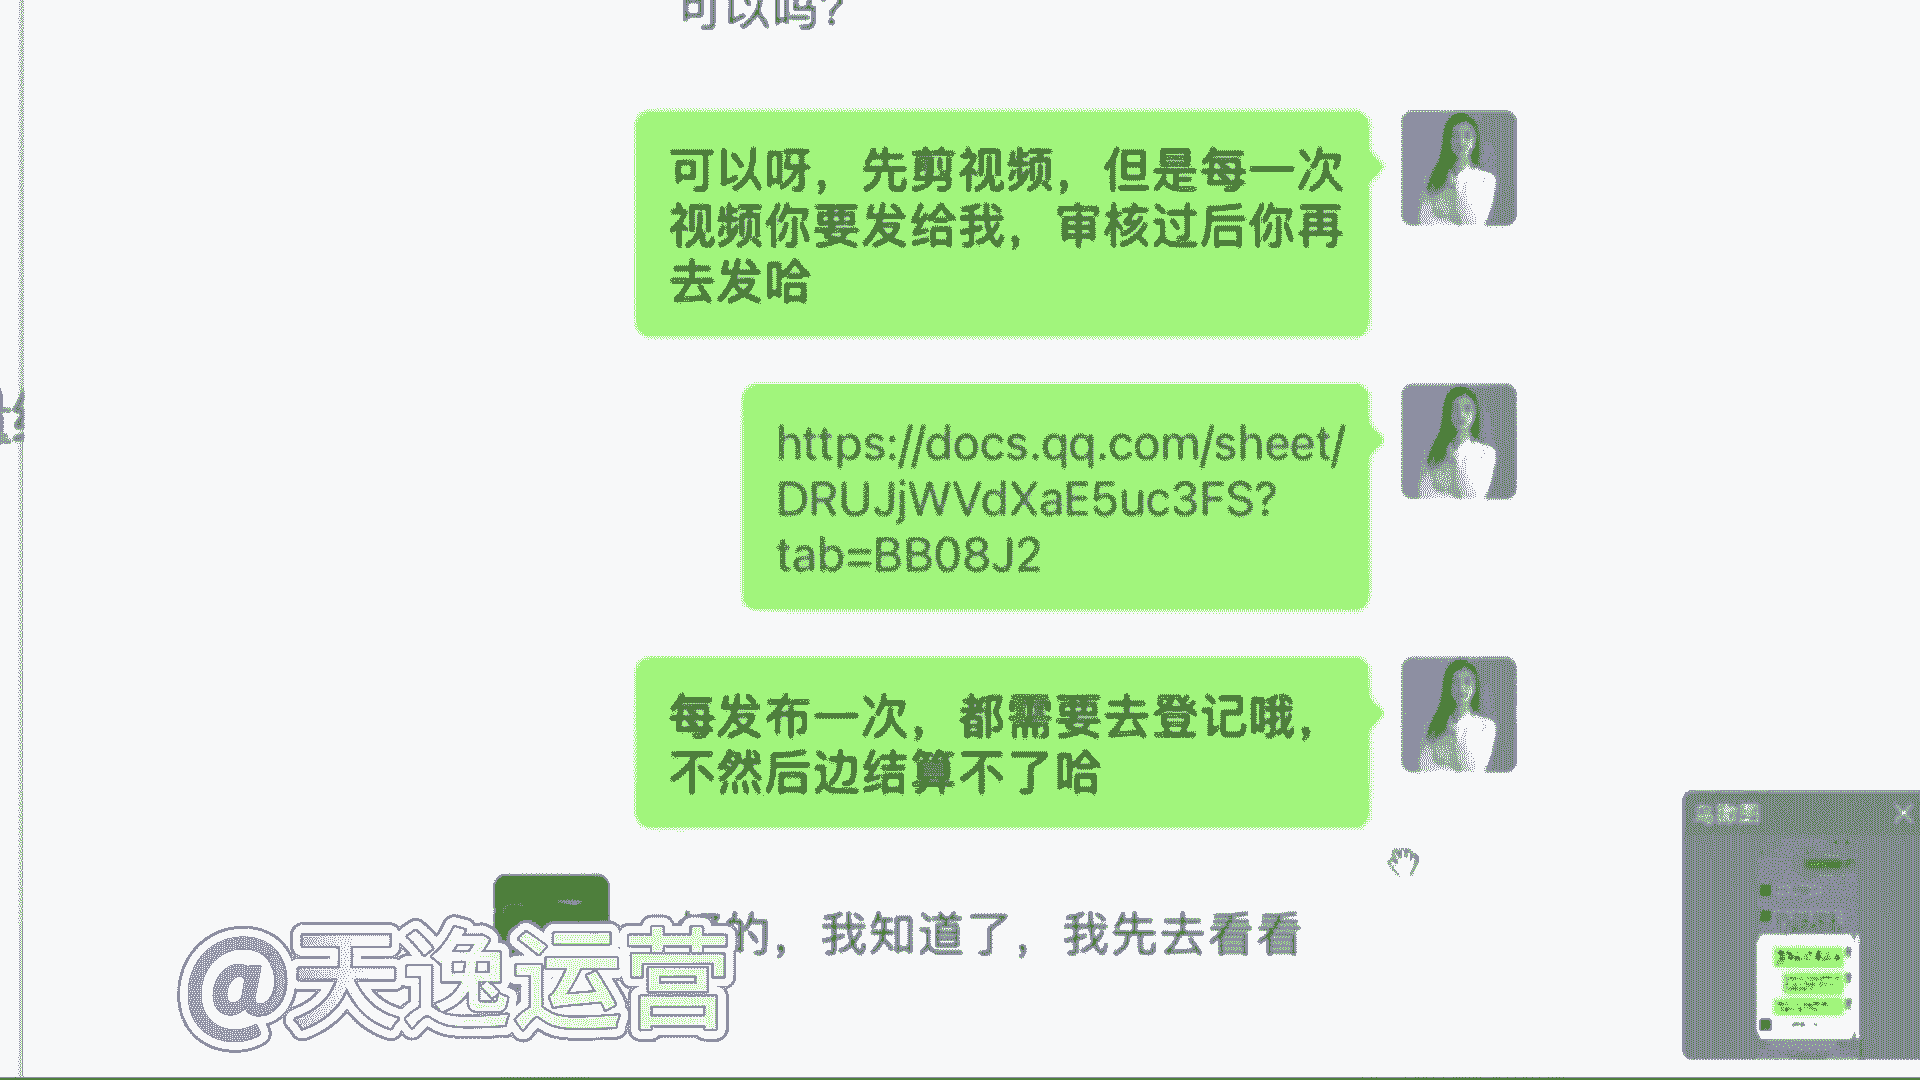 可以吗?
可以呀，先剪视频，但是每一次
视频你要发给我，审核过后你再
去发哈
https://docs.qq.com/sheet/
DRUJjWVdXaE5uc3FS?
tab=BB08J2
每发布一次，都需要去登记哦，
不然后边结算不了哈
好的，我知道了，我先去看看
@天逸运营